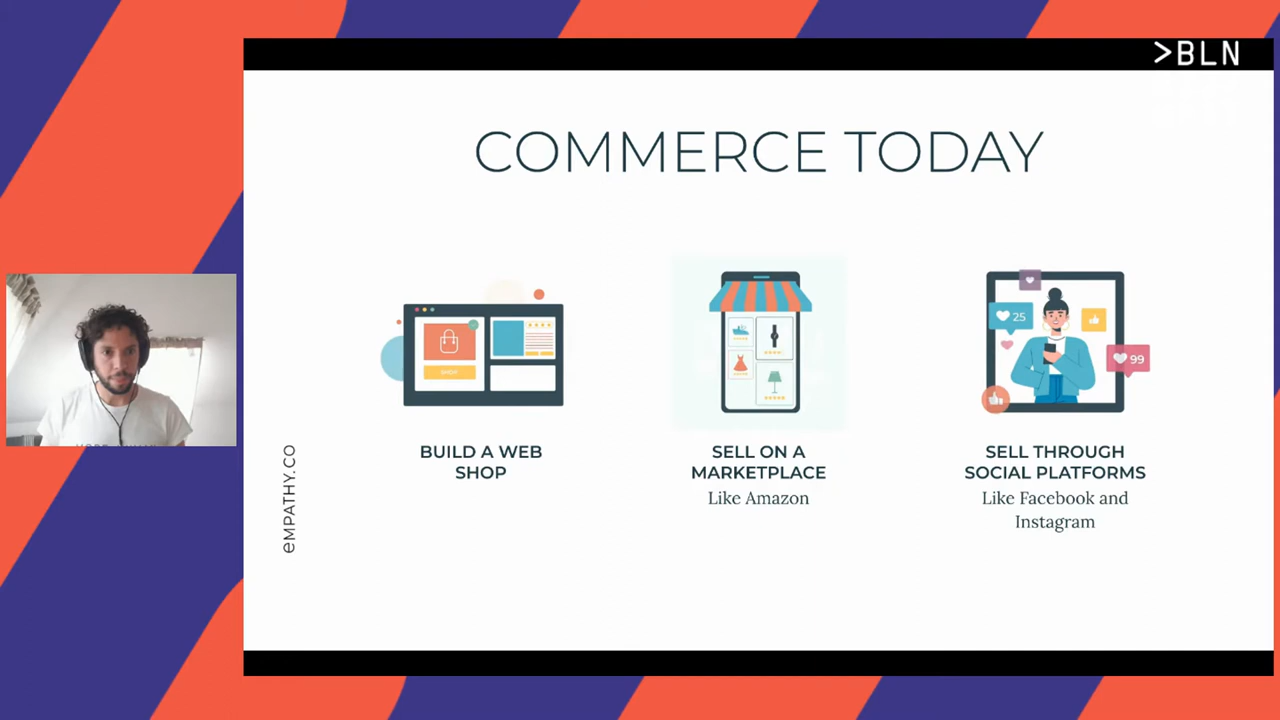 >BLN
COMMERCE TODAY
25
99
BUILD A WEB
SHOP
SELL ON A
MARKETPLACE
Like Amazon
SELL THROUGH
SOCIAL PLATFORMS
Like Facebook and
Instagram
eMPATHY.CO